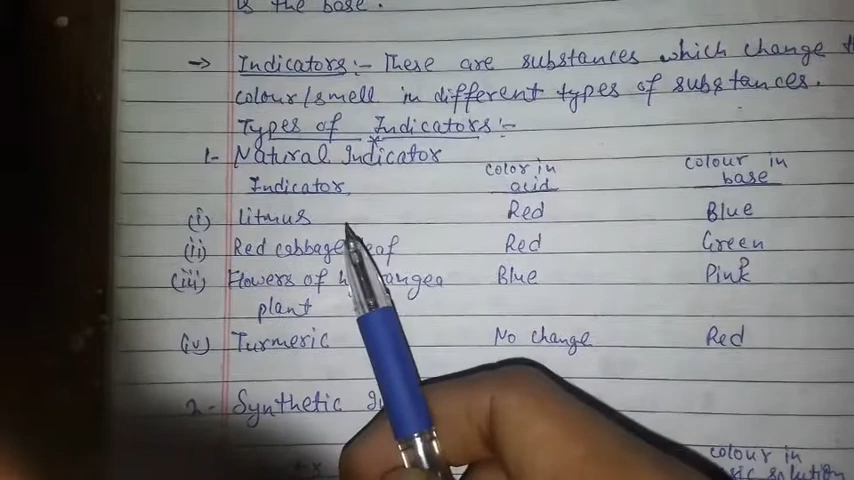 is the base.
→ Indicators:- These are substances which change
colour/smell in different types of substances.
Types of Indicators:-
1- Natural Indicator
Indicator, color in acid colour in base
(i) Litmus Red Blue
(ii) Red cabbage leaf Red Green
(iii) Flowers of Blue Pink
plant
(iv) Turmeric No change Red
2- Synthetic
colour in
solution